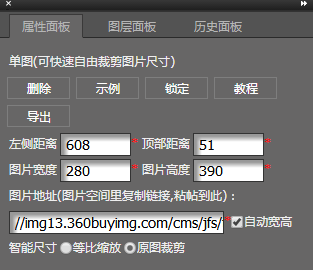 属性面板 图层面板 历史面板
单图(可快速自由裁剪图片尺寸)
删除 示例 锁定 教程
导出
左侧距离 608 * 顶部距离 51 *
图片宽度 280 * 图片高度 390 *
图片地址(图片空间里复制链接,粘帖到此)：
//img13.360buyimg.com/cms/jfs/ * 自动宽高
智能尺寸 等比缩放 原图裁剪